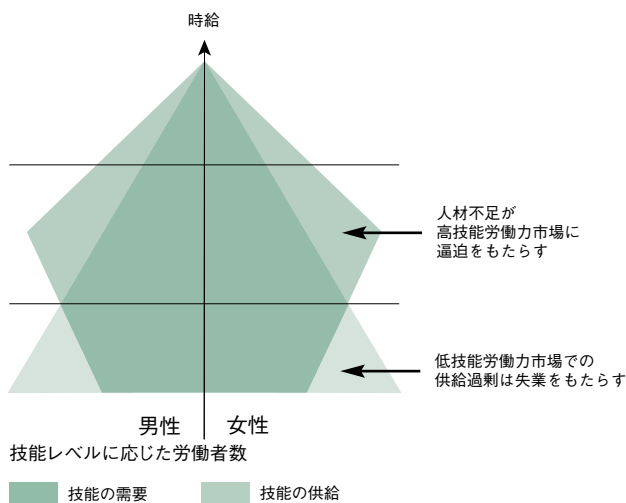 時給
人材不足が
高技能労働力市場に
逼迫をもたらす
低技能労働力市場での
供給過剰は失業をもたらす
男性 女性
技能レベルに応じた労働者数
技能の需要 技能の供給